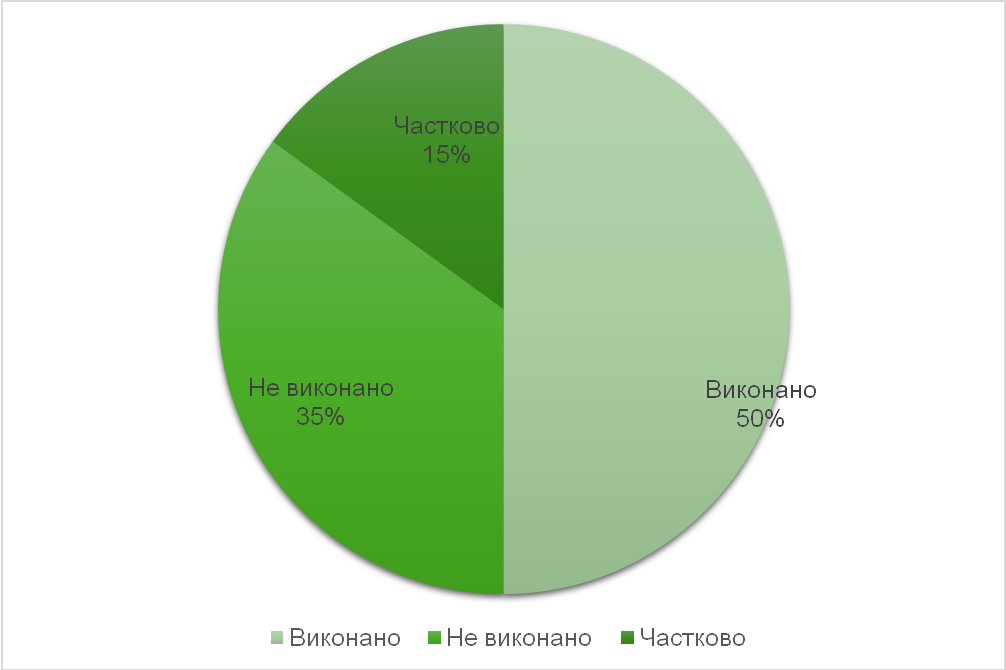 Частково
15%
Не виконано
35%
Виконано
50%
Виконано
Не виконано
Частково